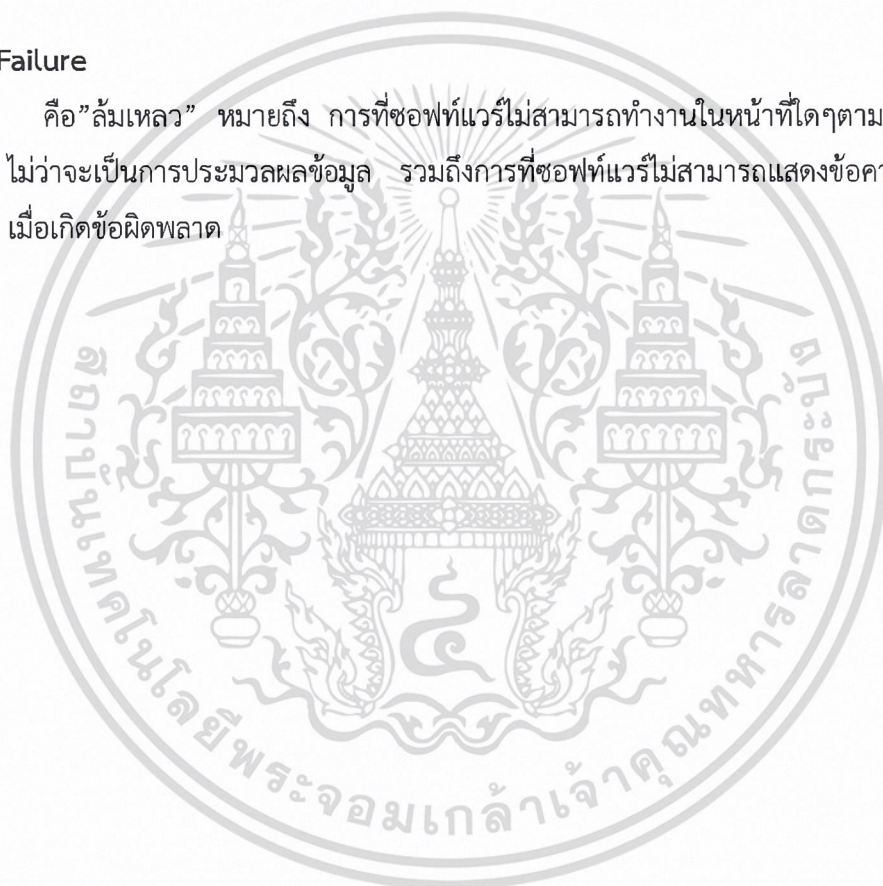 Failure
คือ”ล้มเหลว” หมายถึง การที่ซอฟท์แวร์ไม่สามารถทำงานในหน้าที่ใดๆตาม
ไม่ว่าจะเป็นการประมวลผลข้อมูล รวมถึงการที่ซอฟท์แวร์ไม่สามารถแสดงข้อคว
เมื่อเกิดข้อผิดพลาด
สถาบันเทคโนโลยีพระจอมเกล้าเจ้าคุณทหารลาดกระบัง
๔